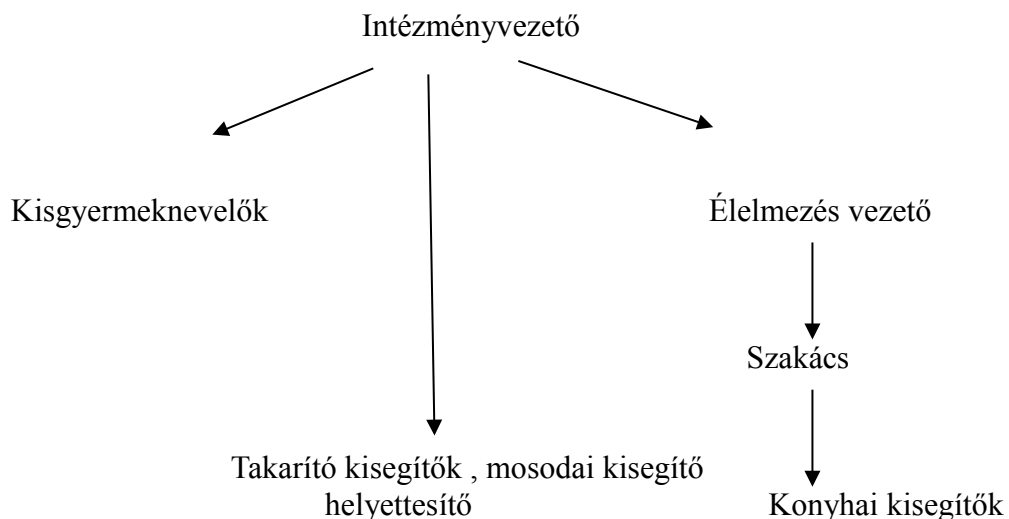 Intézményvezető
Kisgyermeknevelők
Élelmezés vezető
Szakács
Takarító kisegítők , mosodai kisegítő
helyettesítő
Konyhai kisegítők